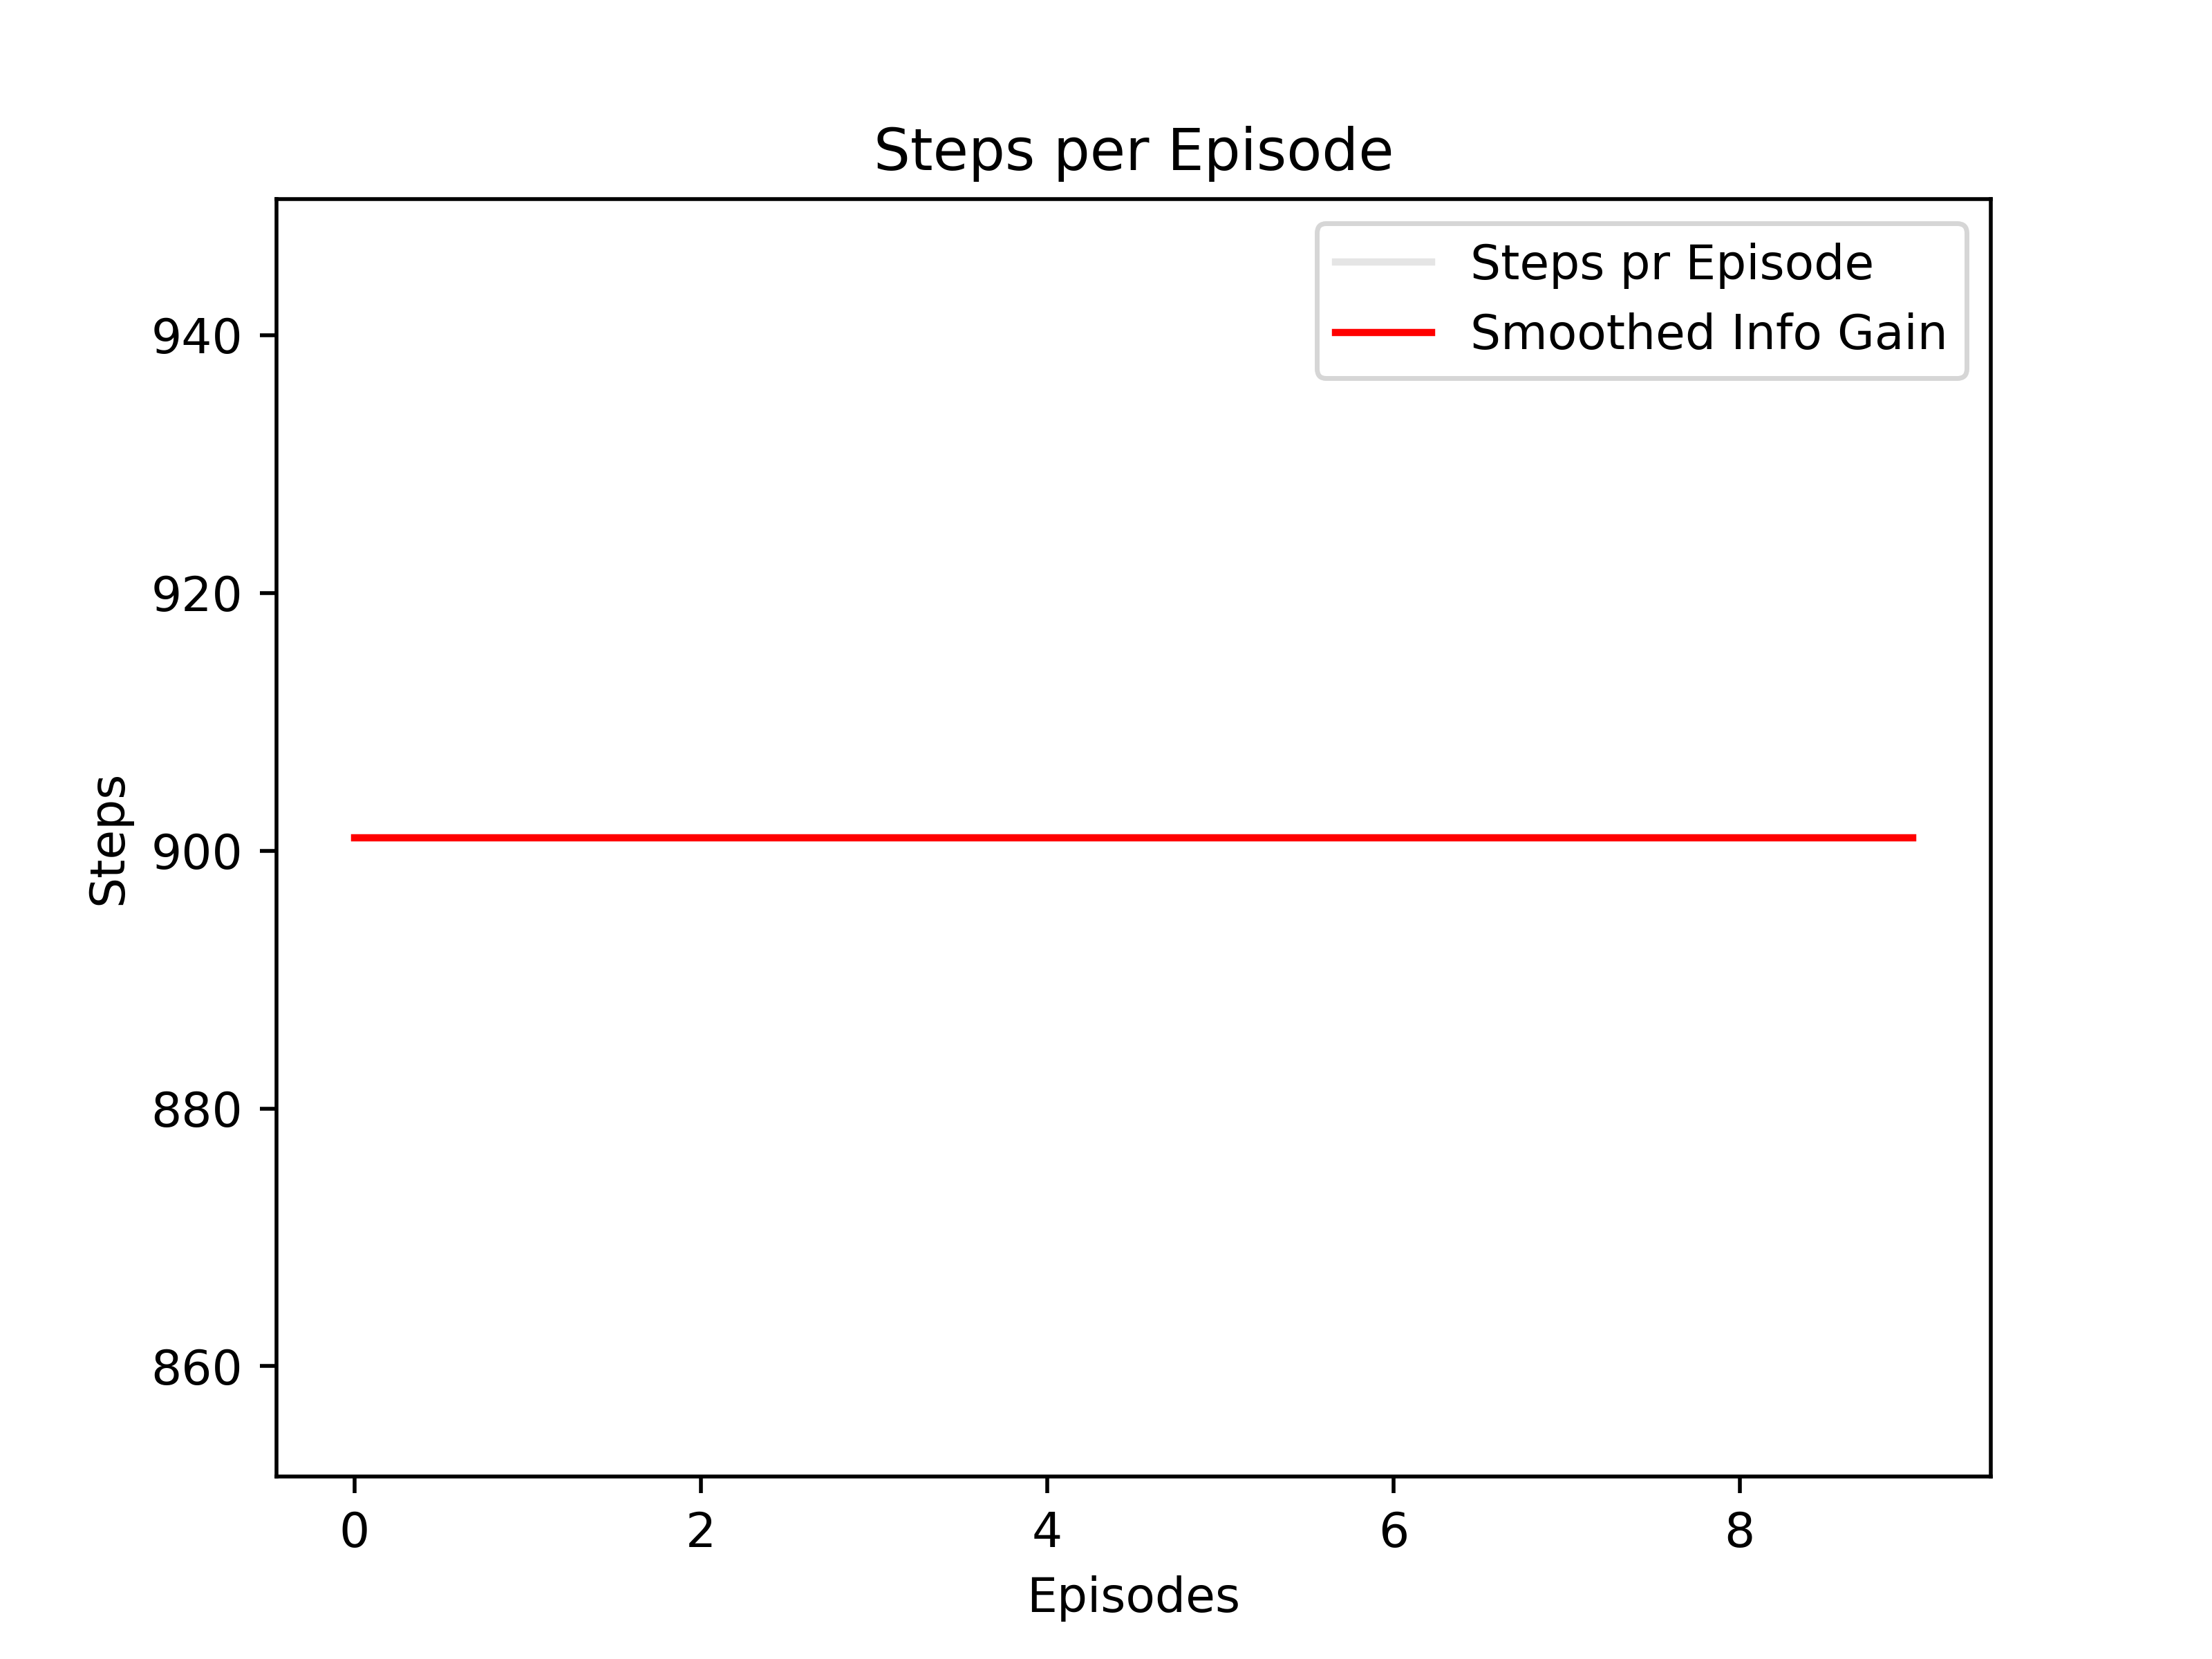 Steps per Episode
Steps pr Episode
Smoothed Info Gain
940
920
900
880
860
Steps
0 2 4 6 8
Episodes